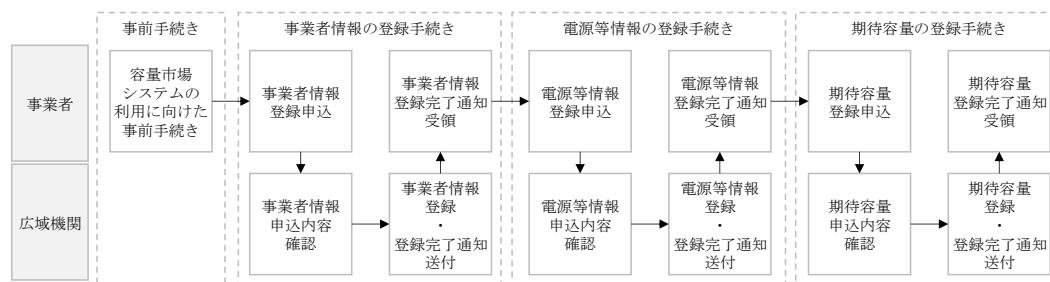 事前手続き
事業者情報の登録手続き
電源等情報の登録手続き
期待容量の登録手続き
事業者
容量市場
システムの
利用に向けた
事前手続き
事業者情報
登録申込
事業者情報
登録完了通知
受領
電源等情報
登録申込
電源等情報
登録完了通知
受領
期待容量
登録申込
期待容量
登録完了通知
受領
広域機関
事業者情報
申込内容
確認
事業者情報
登録
・
登録完了通知
送付
電源等情報
申込内容
確認
電源等情報
登録
・
登録完了通知
送付
期待容量
申込内容
確認
期待容量
登録
・
登録完了通知
送付